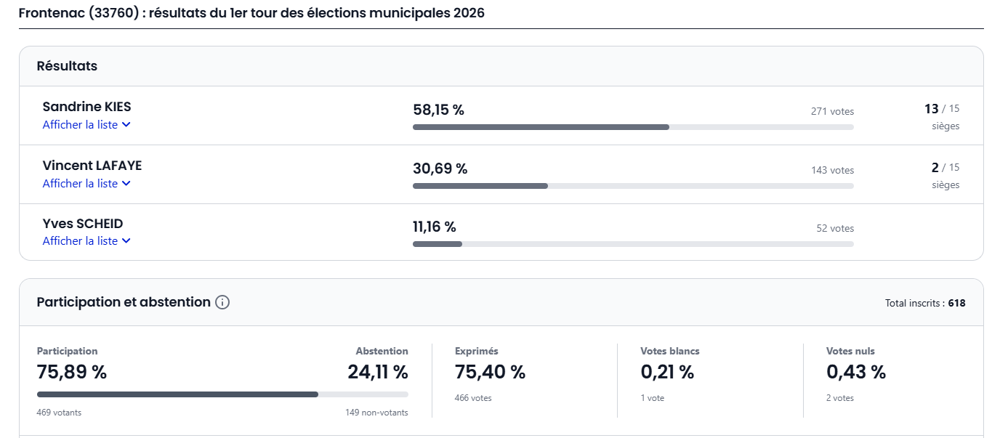 Frontenac (33760) : résultats du 1er tour des élections municipales 2026
Résultats
Sandrine KIES
Afficher la liste
58,15 %
271 votes
13 / 15
sièges
Vincent LAFAYE
Afficher la liste
30,69 %
143 votes
2 / 15
sièges
Yves SCHEID
Afficher la liste
11,16 %
52 votes
Participation et abstention
Total inscrits : 618
Participation
75,89 %
469 votants
Abstention
24,11 %
149 non-votants
Exprimés
75,40 %
466 votes
Votes blancs
0,21 %
1 vote
Votes nuls
0,43 %
2 votes